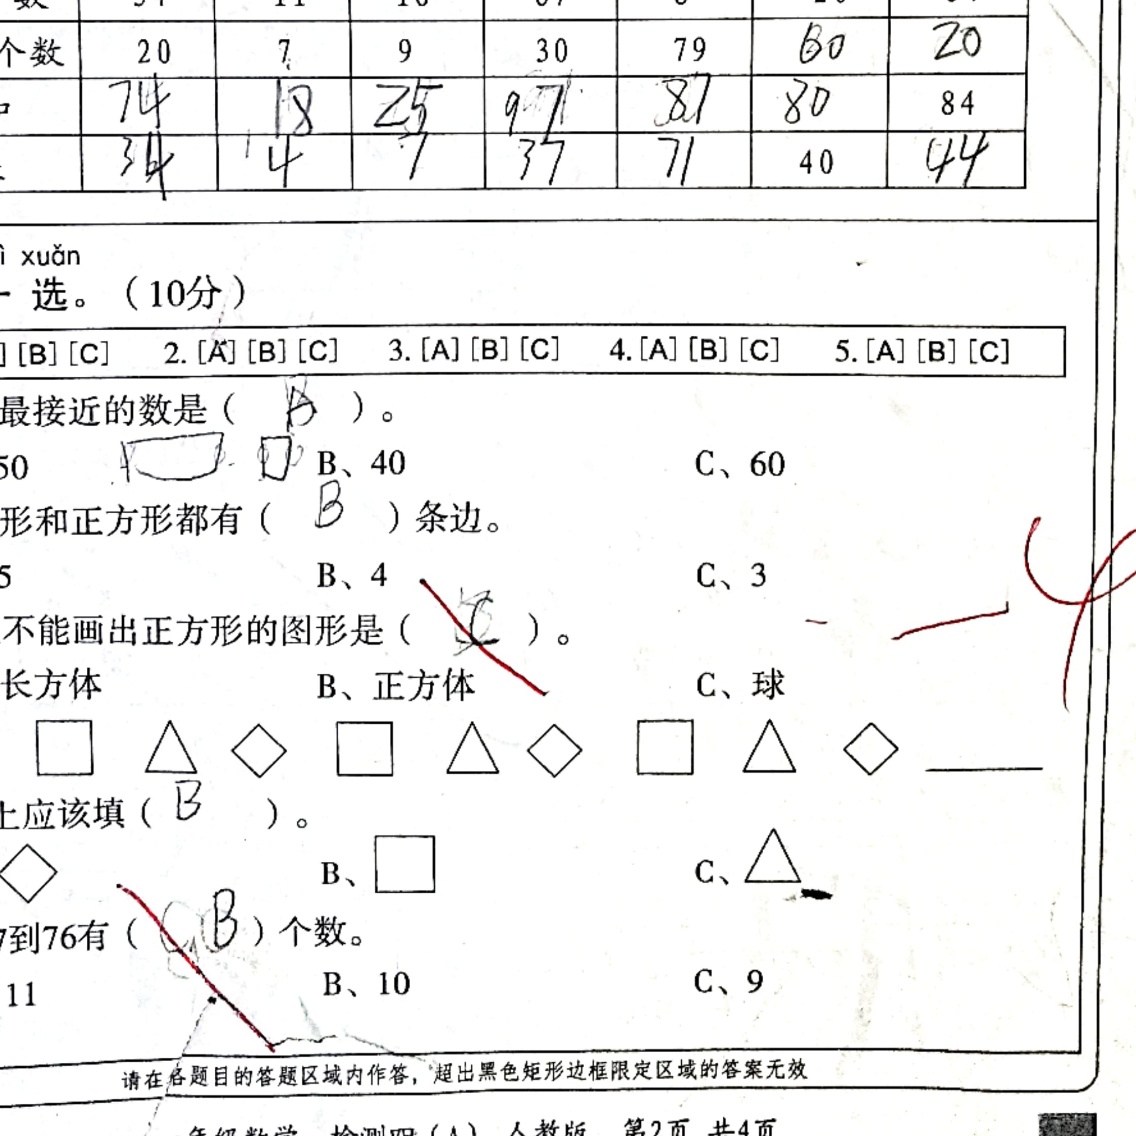 个数 20 7 9 30 79 60 20
74 18 25 97 81 80 84
34 4 7 37 71 40 44
xuǎn
选。（10分）
[B] [C] 2. [A] [B] [C] 3. [A] [B] [C] 4. [A] [B] [C] 5. [A] [B] [C]
最接近的数是（ B ）。
50 B、40 C、60
形和正方形都有（ B ）条边。
5 B、4 C、3
不能画出正方形的图形是（ C ）。
长方体 B、正方体 C、球
上应该填（ B ）。
B、 C、
7到76有（ B ）个数。
11 B、10 C、9
请在各题目的答题区域内作答，超出黑色矩形边框限定区域的答案无效
年级数学 检测四（A） 人教版 第2页 共4页